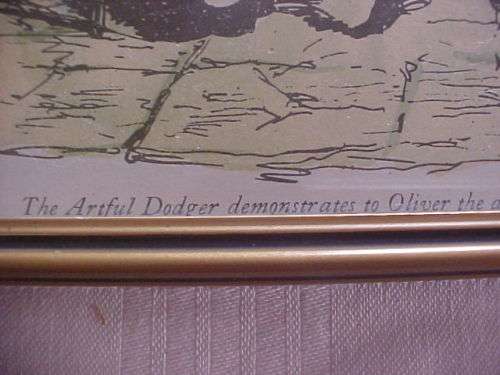 The Artful Dodger demonstrates to Oliver the